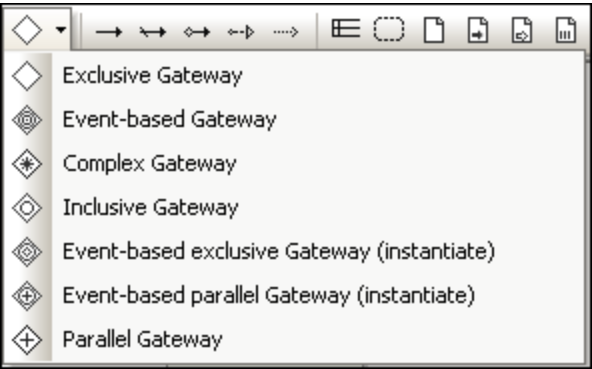 Exclusive Gateway
Event-based Gateway
Complex Gateway
Inclusive Gateway
Event-based exclusive Gateway (instantiate)
Event-based parallel Gateway (instantiate)
Parallel Gateway